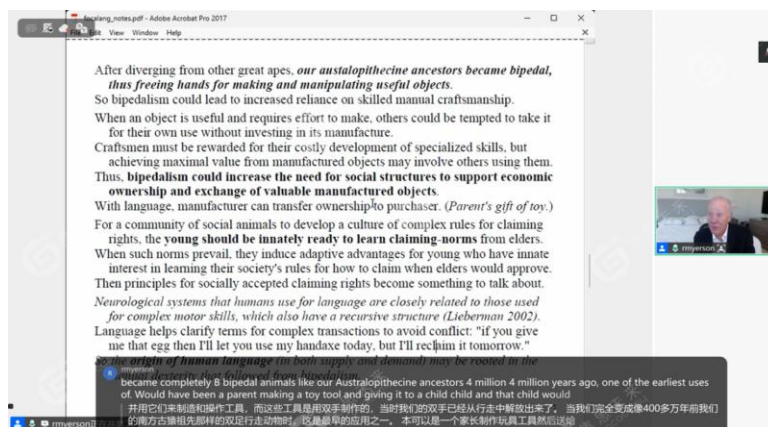 focalang_notes.pdf - Adobe Acrobat Pro 2017
File Edit View Window Help
After diverging from other great apes, our austalopithecine ancestors became bipedal,
thus freeing hands for making and manipulating useful objects.
So bipedalism could lead to increased reliance on skilled manual craftsmanship.
When an object is useful and requires effort to make, others could be tempted to take it
for their own use without investing in its manufacture.
Craftsmen must be rewarded for their costly development of specialized skills, but
achieving maximal value from manufactured objects may involve others using them.
Thus, bipedalism could increase the need for social structures to support economic
ownership and exchange of valuable manufactured objects.
With language, manufacturer can transfer ownership to purchaser. (Parent's gift of toy.)
For a community of social animals to develop a culture of complex rules for claiming
rights, the young should be innately ready to learn claiming-norms from elders.
When such norms prevail, they induce adaptive advantages for young who have innate
interest in learning their society's rules for how to claim when elders would approve.
Then principles for socially accepted claiming rights become something to talk about.
Neurological systems that humans use for language are closely related to those used
for complex motor skills, which also have a recursive structure (Lieberman 2002).
Language helps clarify terms for complex transactions to avoid conflict: "if you give
me that egg then I'll let you use my handaxe today, but I'll reclaim it tomorrow."
So the origin of human language (in both supply and demand) may be rooted in the
manual dexterity that followed from bipedalism.
R rmyerson
became completely B bipedal animals like our Australopithecine ancestors 4 million 4 million years ago, one of the earliest uses
of. Would have been a parent making a toy tool and giving it to a child child and that child would
并用它们来制造和操作工具，而这些工具是用双手制作的，当时我们的双手已经从行走中解放出来了。 当我们完全变成像400多万年前我们
的南方古猿祖先那样的双足行走动物时，这是最早的应用之一。 本可以是一个家长制作玩具工具然后送给
rmyerson
rmyerson